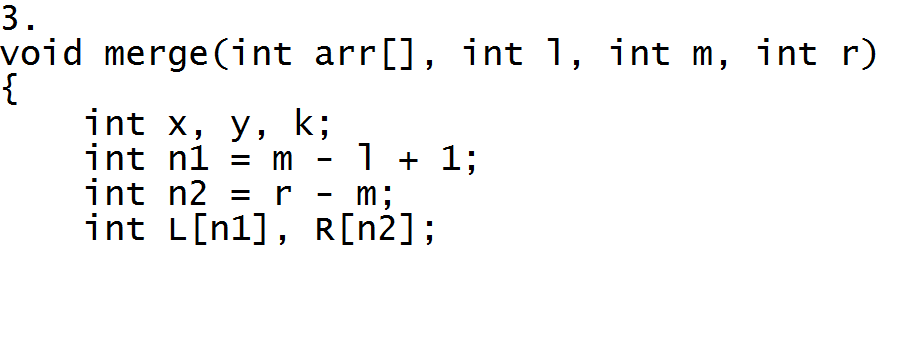 3.
void merge(int arr[], int l, int m, int r)
{
    int x, y, k;
    int n1 = m - l + 1;
    int n2 = r - m;
    int L[n1], R[n2];